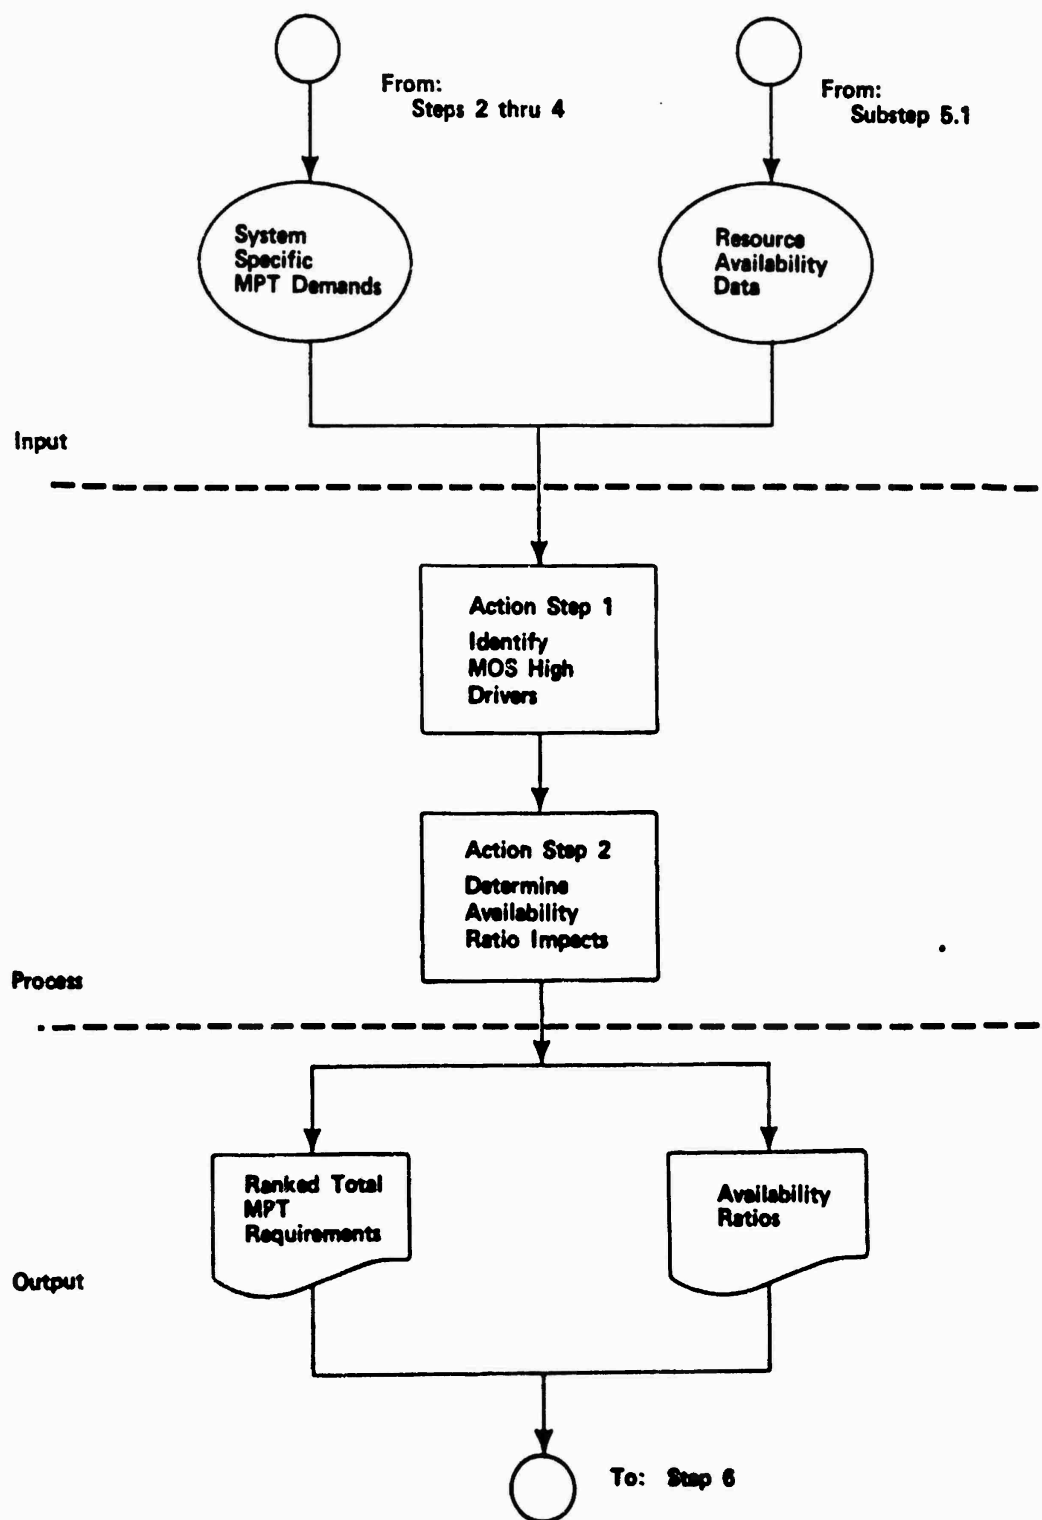 From:
Steps 2 thru 4
From:
Substep 5.1
System
Specific
MPT Demands
Resource
Availability
Data
Input
Action Step 1
Identify
MOS High
Drivers
Action Step 2
Determine
Availability
Ratio Impacts
Process
Ranked Total
MPT
Requirements
Availability
Ratios
Output
To: Step 6